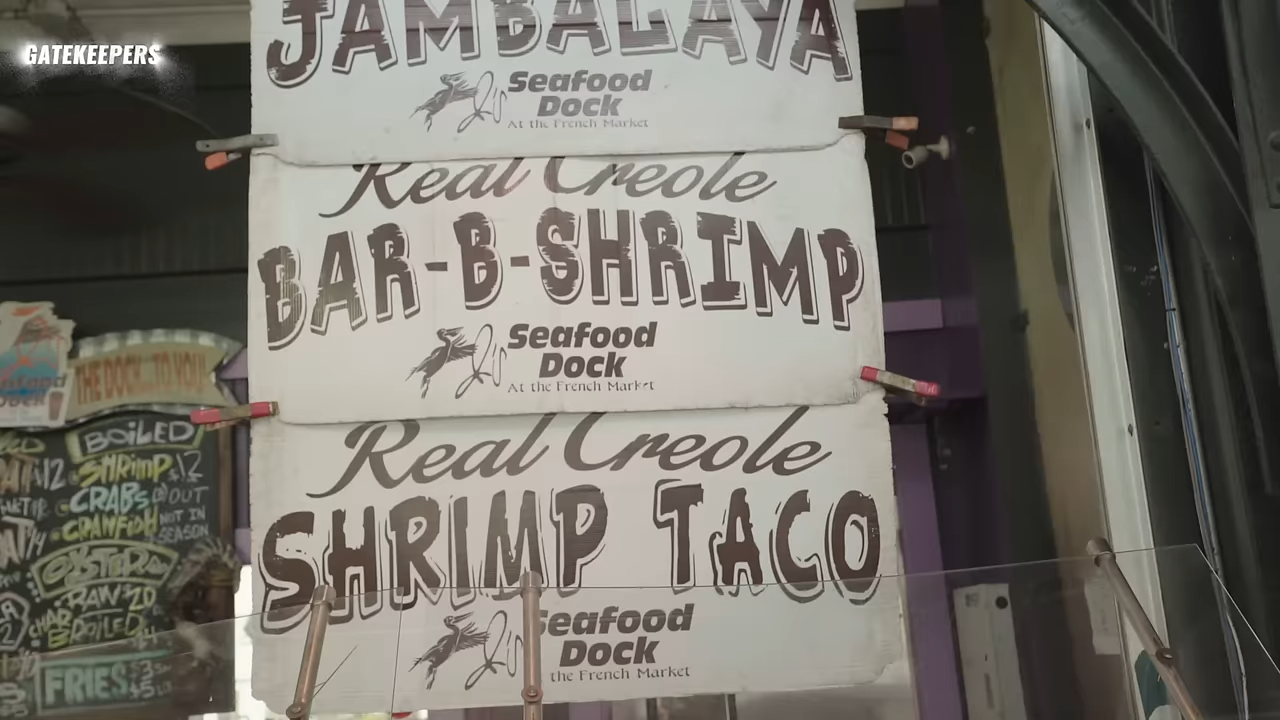 GATEKEEPERS
JAMBALAYA
J's Seafood
Dock
At the French Market
Real Creole
BAR-B-SHRIMP
J's Seafood
Dock
At the French Market
Real Creole
SHRIMP TACO
J's Seafood
Dock
the French Market
THE DOCK...TO YOU!
BOILED
SHRIMP $12
CRABS OUT
CRAWFISH NOT IN
SEASON
OYSTERS
RAW $20
CHAR
BROILED
FRIES $3
$5